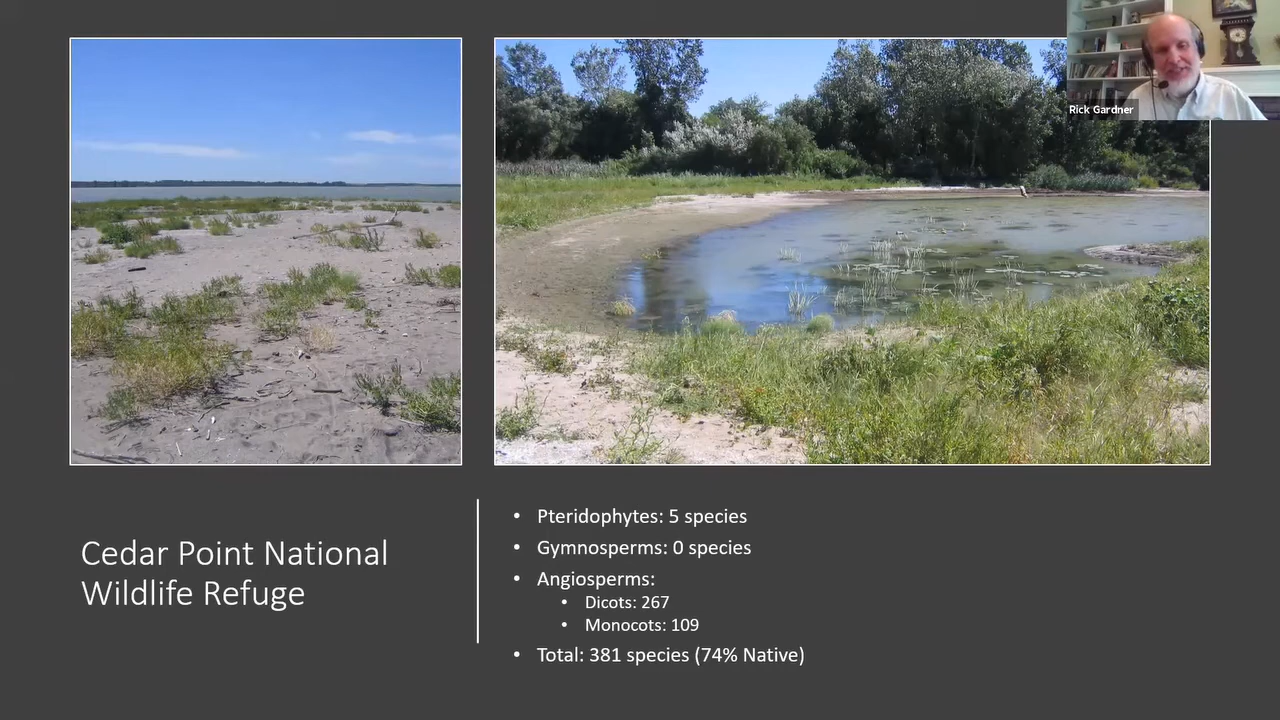 Rick Gardner
Cedar Point National
Wildlife Refuge
• Pteridophytes: 5 species
• Gymnosperms: 0 species
• Angiosperms:
• Dicots: 267
• Monocots: 109
• Total: 381 species (74% Native)